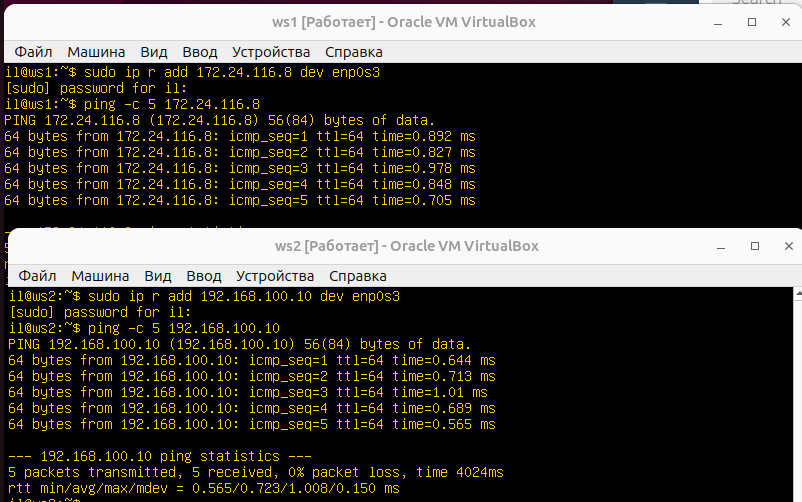 Search
ws1 [Работает] - Oracle VM VirtualBox
Файл Машина Вид Ввод Устройства Справка
il@ws1:~$ sudo ip r add 172.24.116.8 dev enp0s3
[sudo] password for il:
il@ws1:~$ ping -c 5 172.24.116.8
PING 172.24.116.8 (172.24.116.8) 56(84) bytes of data.
64 bytes from 172.24.116.8: icmp_seq=1 ttl=64 time=0.892 ms
64 bytes from 172.24.116.8: icmp_seq=2 ttl=64 time=0.827 ms
64 bytes from 172.24.116.8: icmp_seq=3 ttl=64 time=0.978 ms
64 bytes from 172.24.116.8: icmp_seq=4 ttl=64 time=0.848 ms
64 bytes from 172.24.116.8: icmp_seq=5 ttl=64 time=0.705 ms
ws2 [Работает] - Oracle VM VirtualBox
Файл Машина Вид Ввод Устройства Справка
il@ws2:~$ sudo ip r add 192.168.100.10 dev enp0s3
[sudo] password for il:
il@ws2:~$ ping -c 5 192.168.100.10
PING 192.168.100.10 (192.168.100.10) 56(84) bytes of data.
64 bytes from 192.168.100.10: icmp_seq=1 ttl=64 time=0.644 ms
64 bytes from 192.168.100.10: icmp_seq=2 ttl=64 time=0.713 ms
64 bytes from 192.168.100.10: icmp_seq=3 ttl=64 time=1.01 ms
64 bytes from 192.168.100.10: icmp_seq=4 ttl=64 time=0.689 ms
64 bytes from 192.168.100.10: icmp_seq=5 ttl=64 time=0.565 ms
--- 192.168.100.10 ping statistics ---
5 packets transmitted, 5 received, 0% packet loss, time 4024ms
rtt min/avg/max/mdev = 0.565/0.723/1.008/0.150 ms